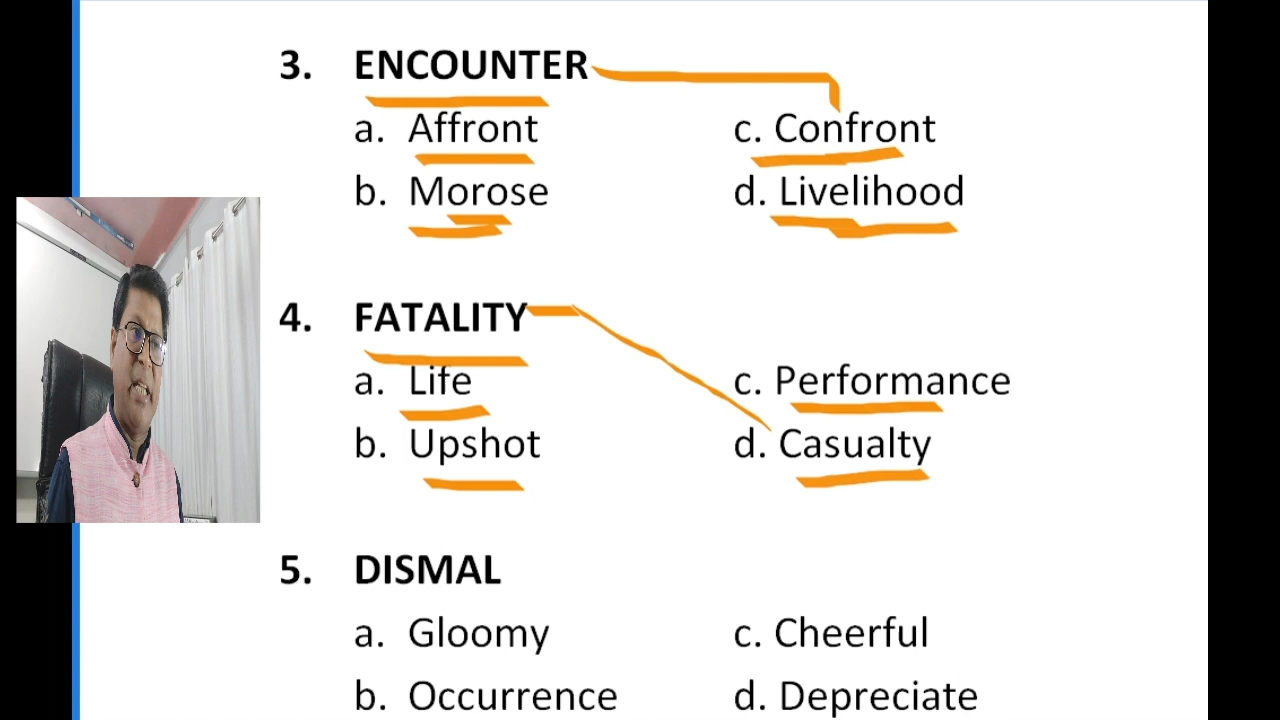 3. ENCOUNTER
a. Affront c. Confront
b. Morose d. Livelihood
4. FATALITY
a. Life c. Performance
b. Upshot d. Casualty
5. DISMAL
a. Gloomy c. Cheerful
b. Occurrence d. Depreciate